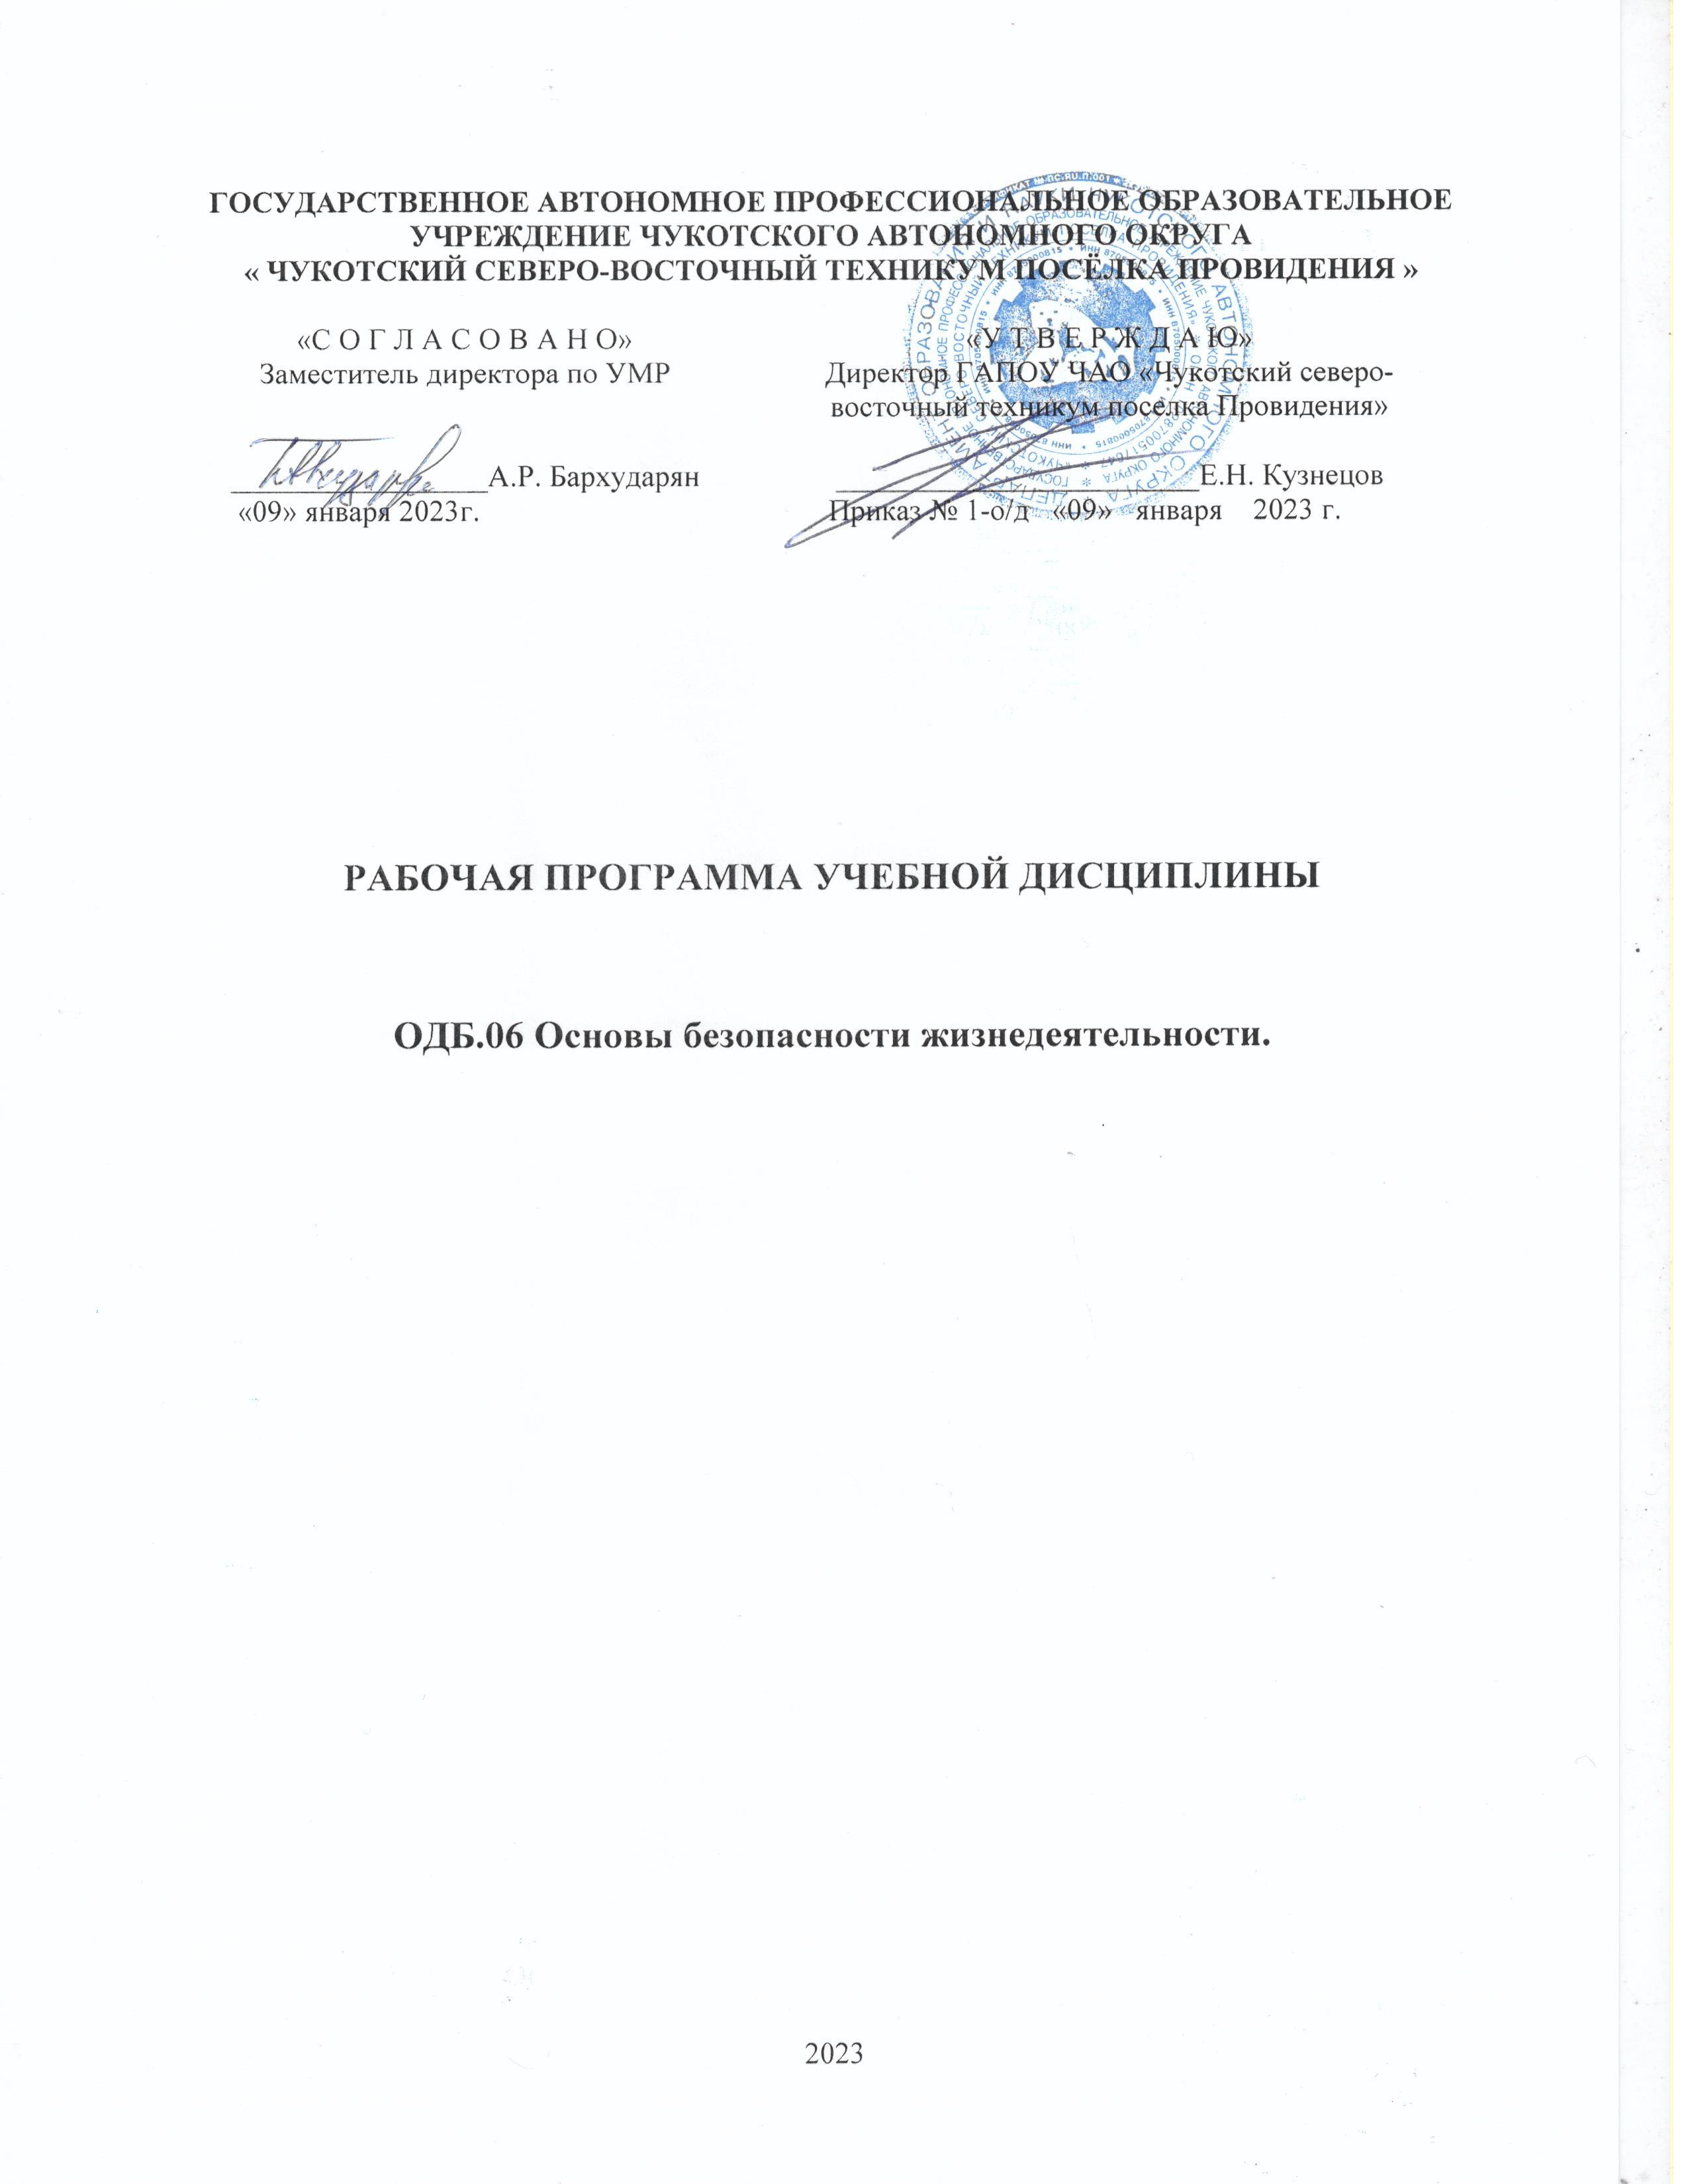 ГОСУДАРСТВЕННОЕ АВТОНОМНОЕ ПРОФЕССИОНАЛЬНОЕ ОБРАЗОВАТЕЛЬНОЕ
УЧРЕЖДЕНИЕ ЧУКОТСКОГО АВТОНОМНОГО ОКРУГА
« ЧУКОТСКИЙ СЕВЕРО-ВОСТОЧНЫЙ ТЕХНИКУМ ПОСЁЛКА ПРОВИДЕНИЯ »
«С О Г Л А С О В А Н О»
Заместитель директора по УМР
А.Р. Бархударян
«09» января 2023г.
«У Т В Е Р Ж Д А Ю»
Директор ГАПОУ ЧАО «Чукотский северо-
восточный техникум поселка Провидения»
Е.Н. Кузнецов
Приказ № 1-о/д «09» января 2023 г.
РАБОЧАЯ ПРОГРАММА УЧЕБНОЙ ДИСЦИПЛИНЫ
ОДБ.06 Основы безопасности жизнедеятельности.
2023